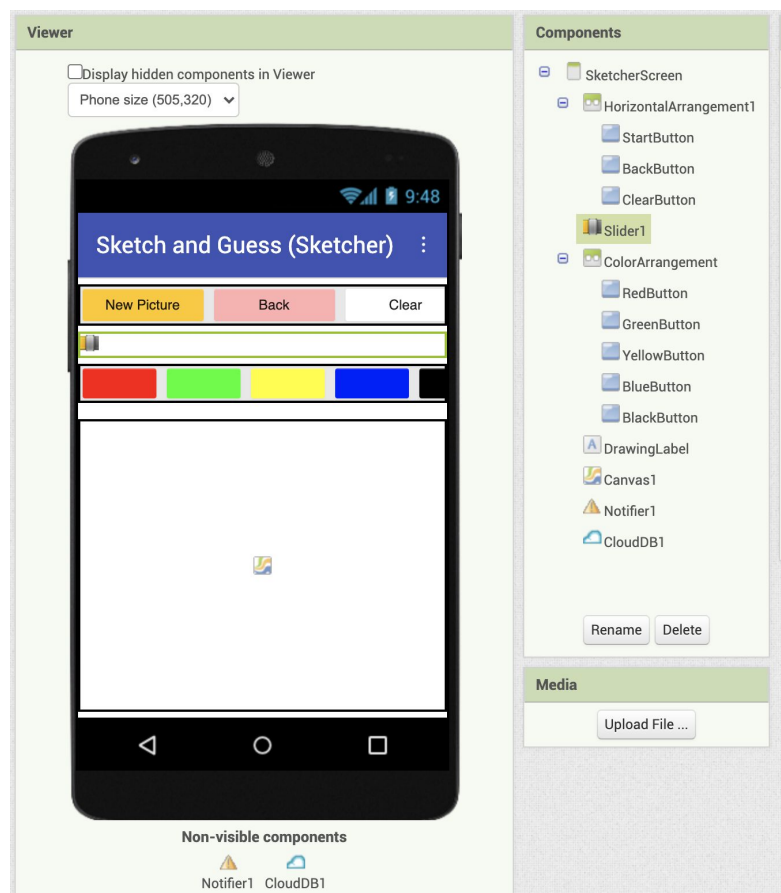 Viewer
Display hidden components in Viewer
Phone size (505,320)
9:48
Sketch and Guess (Sketcher)
New Picture Back Clear
Non-visible components
Notifier1 CloudDB1
Components
SketcherScreen
HorizontalArrangement1
StartButton
BackButton
ClearButton
Slider1
ColorArrangement
RedButton
GreenButton
YellowButton
BlueButton
BlackButton
A DrawingLabel
Canvas1
Notifier1
CloudDB1
Rename Delete
Media
Upload File ...